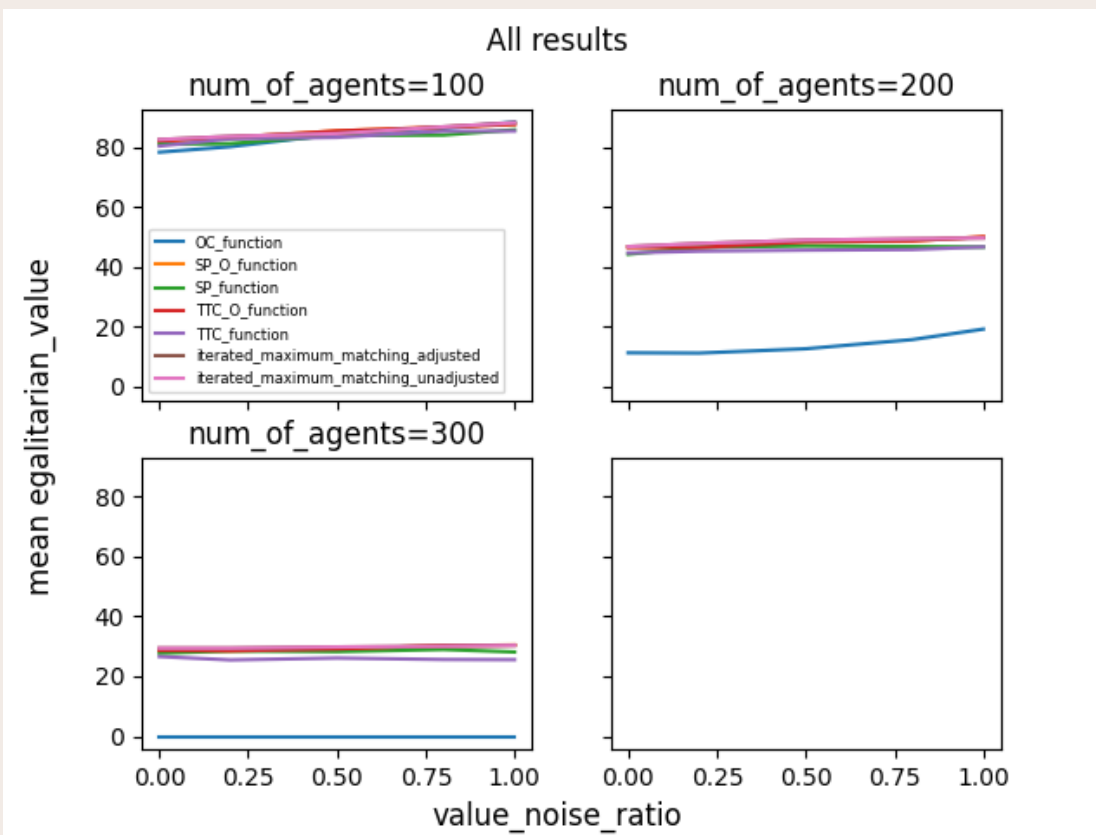 All results
num_of_agents=100
num_of_agents=200
80
60
40
20
0
OC_function
SP_O_function
SP_function
TTC_O_function
TTC_function
iterated_maximum_matching_adjusted
iterated_maximum_matching_unadjusted
mean egalitarian_value
num_of_agents=300
80
60
40
20
0
0.00 0.25 0.50 0.75 1.00
0.00 0.25 0.50 0.75 1.00
value_noise_ratio